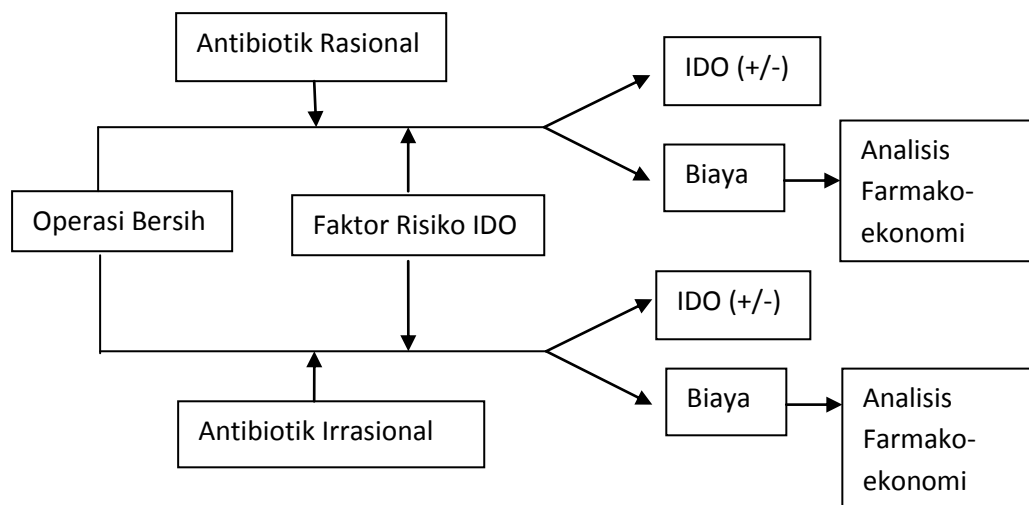 Antibiotik Rasional
IDO (+/-)
Biaya
Analisis
Farmako-
ekonomi
Operasi Bersih
Faktor Risiko IDO
IDO (+/-)
Biaya
Analisis
Farmako-
ekonomi
Antibiotik Irrasional